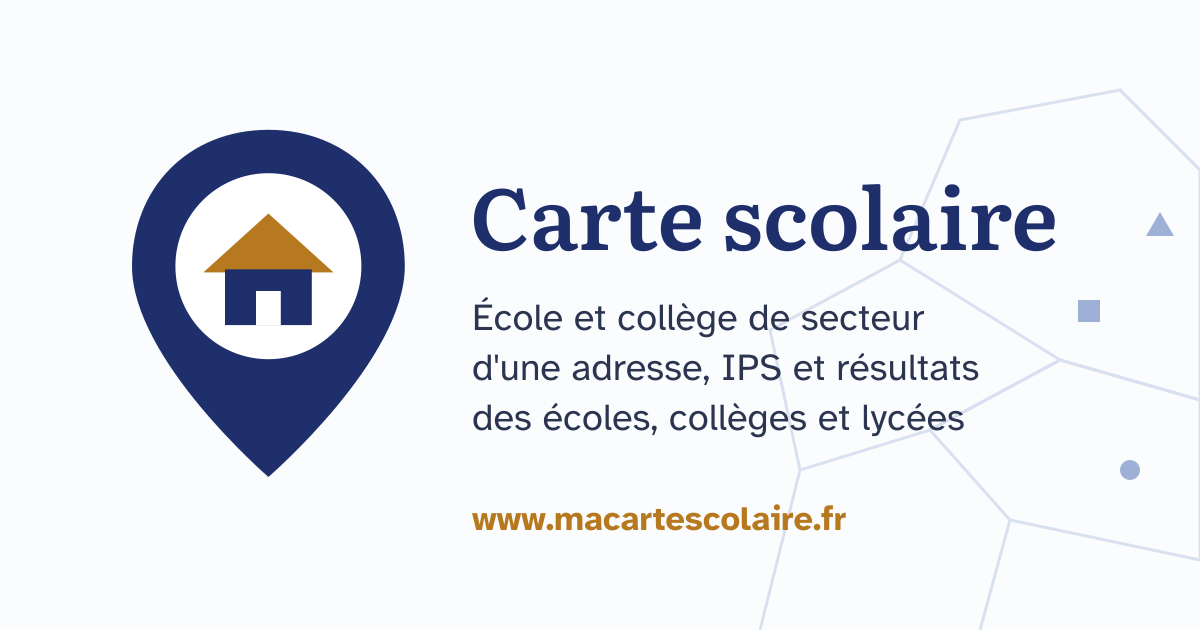 Carte scolaire
École et collège de secteur
d'une adresse, IPS et résultats
des écoles, collèges et lycées
www.macartescolaire.fr